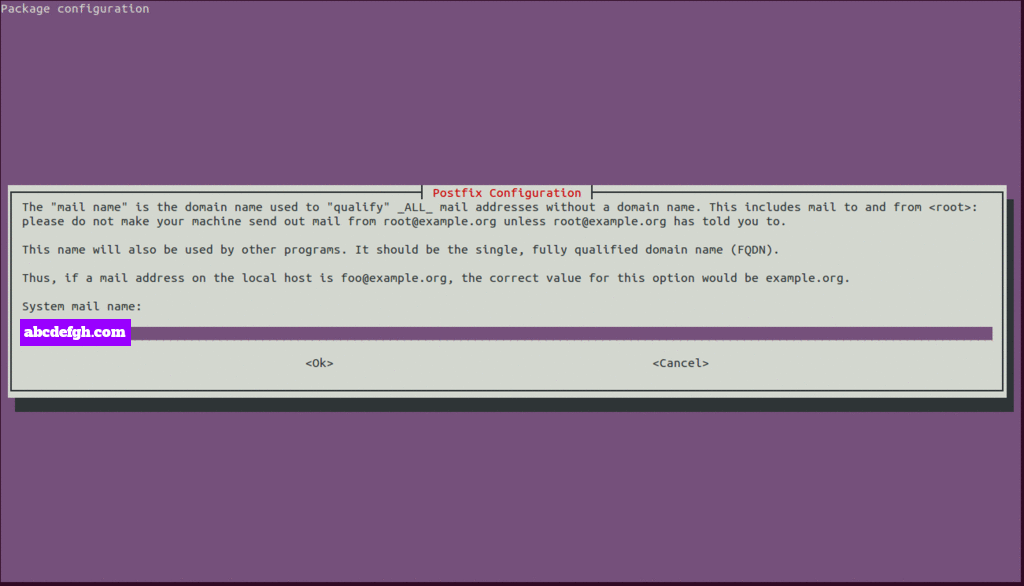 Package configuration
Postfix Configuration
The "mail name" is the domain name used to "qualify" _ALL_ mail addresses without a domain name. This includes mail to and from <root>:
please do not make your machine send out mail from root@example.org unless root@example.org has told you to.
This name will also be used by other programs. It should be the single, fully qualified domain name (FQDN).
Thus, if a mail address on the local host is foo@example.org, the correct value for this option would be example.org.
System mail name:
abcdefgh.com
<Ok> <Cancel>